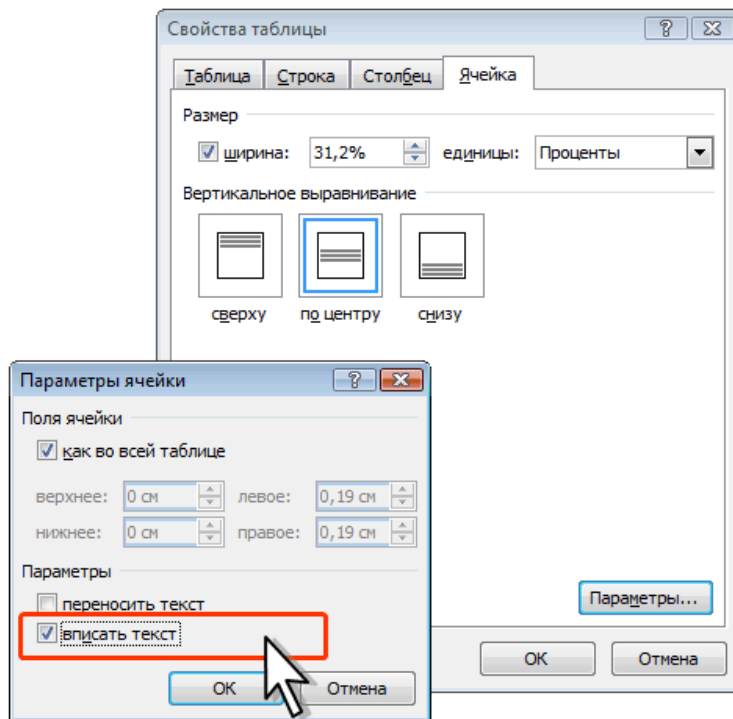 Свойства таблицы
Таблица Строка Столбец Ячейка
Размер
ширина: 31,2% единицы: Проценты
Вертикальное выравнивание
сверху по центру снизу
Параметры...
ОК Отмена
Параметры ячейки
Поля ячейки
как во всей таблице
верхнее: 0 см левое: 0,19 см
нижнее: 0 см правое: 0,19 см
Параметры
переносить текст
вписать текст
ОК Отмена